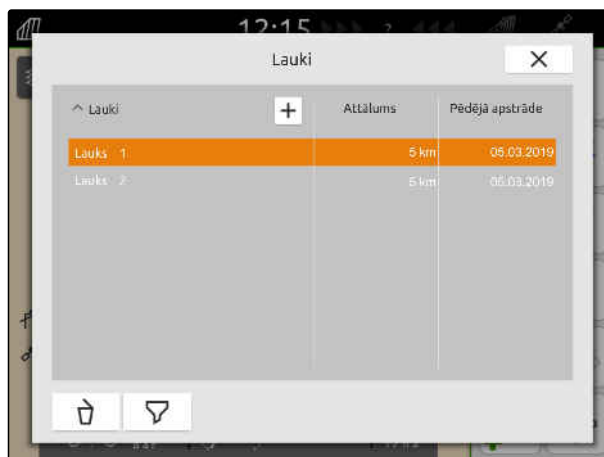 12:15
Lauki
^ Lauki + Attālums Pēdējā apstrāde
Lauks 1 5 km 05.03.2019
Lauks 2 5 km 05.03.2019